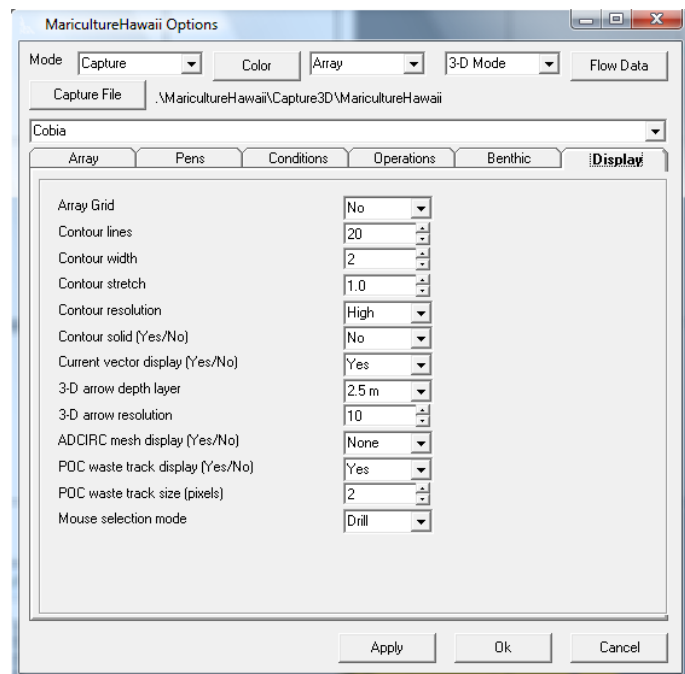 MaricultureHawaii Options
Mode Capture Color Array 3-D Mode Flow Data
Capture File .\MaricultureHawaii\Capture3D\MaricultureHawaii
Cobia
Array Pens Conditions Operations Benthic Display
Array Grid No
Contour lines 20
Contour width 2
Contour stretch 1.0
Contour resolution High
Contour solid (Yes/No) No
Current vector display (Yes/No) Yes
3-D arrow depth layer 2.5 m
3-D arrow resolution 10
ADCIRC mesh display (Yes/No) None
POC waste track display (Yes/No) Yes
POC waste track size (pixels) 2
Mouse selection mode Drill
Apply Ok Cancel